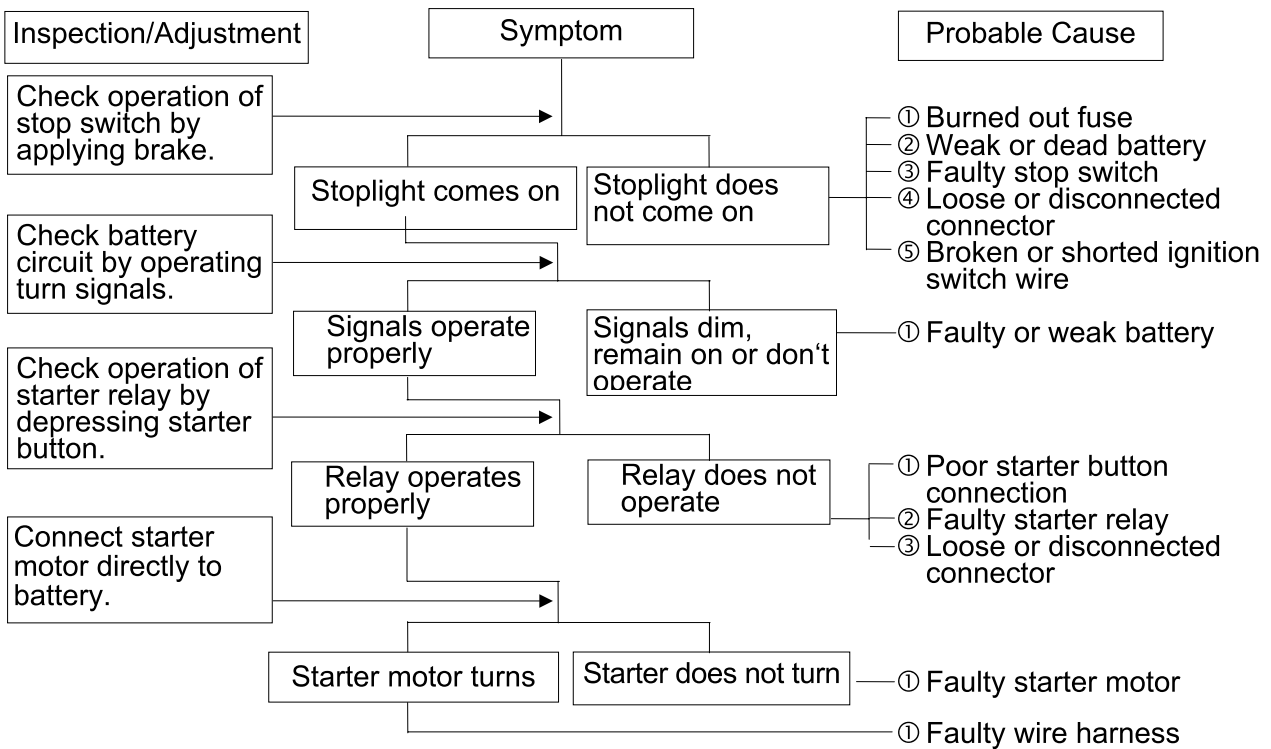 Inspection/Adjustment
Symptom
Probable Cause
Check operation of
stop switch by
applying brake.
Stoplight comes on
Stoplight does
not come on
① Burned out fuse
② Weak or dead battery
③ Faulty stop switch
④ Loose or disconnected
connector
⑤ Broken or shorted ignition
switch wire
Check battery
circuit by operating
turn signals.
Signals operate
properly
Signals dim,
remain on or don‘t
operate
① Faulty or weak battery
Check operation of
starter relay by
depressing starter
button.
Relay operates
properly
Relay does not
operate
① Poor starter button
connection
② Faulty starter relay
③ Loose or disconnected
connector
Connect starter
motor directly to
battery.
Starter motor turns
Starter does not turn
① Faulty starter motor
① Faulty wire harness